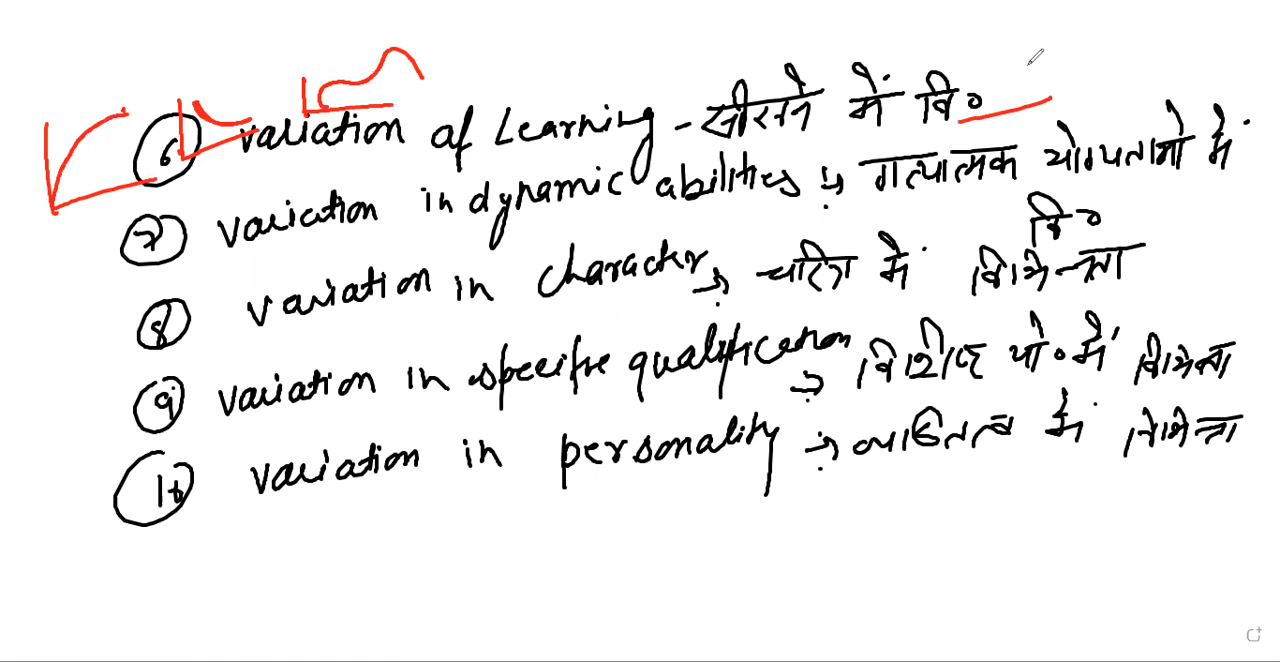 ⑥ variation of Learning - सीखने में वि०
⑦ variation in dynamic abilities → गत्यात्मक योग्यताओ में
वि०
⑧ variation in character → चरित्र में विभिन्नता
⑨ variation in specific qualification → विशिष्ट यो० में विभिन्नता
⑩ variation in personality → व्यक्तित्व में विभिन्नता